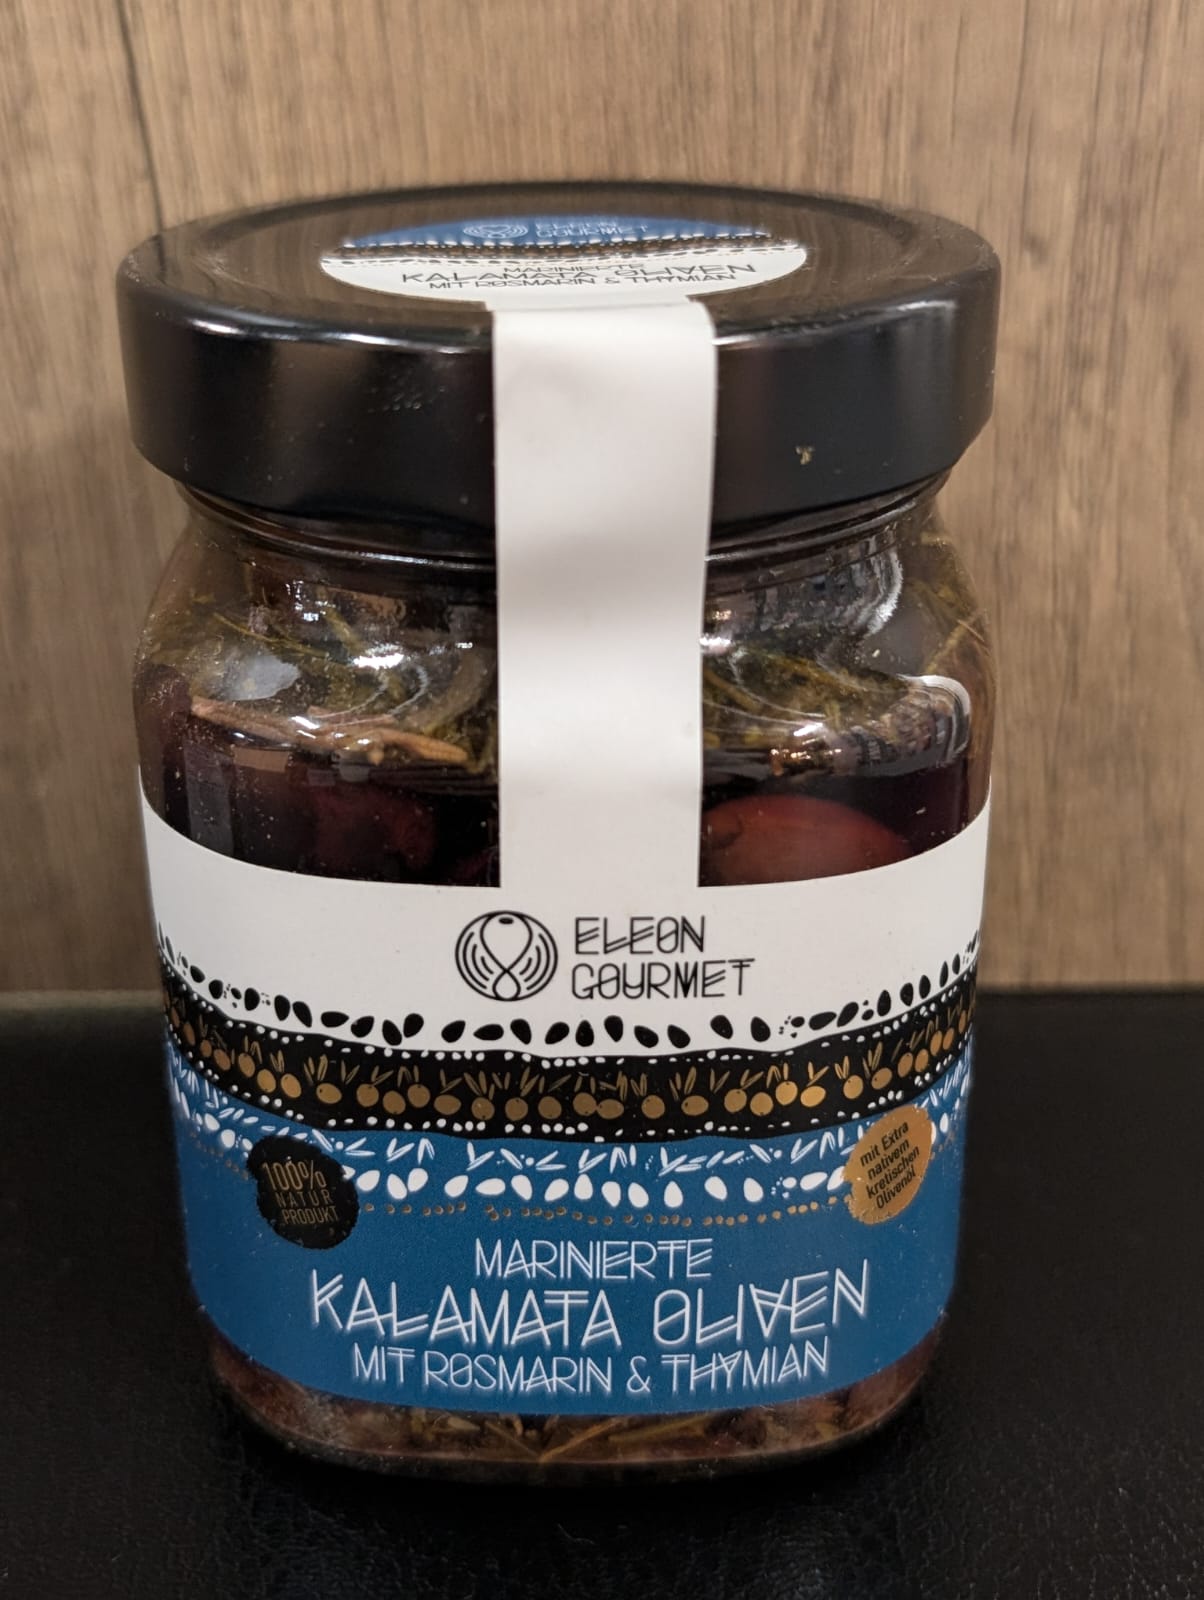 ELEON
GOURMET
MARINIERTE
KALAMATA OLIVEN
MIT ROSMARIN & THYMIAN
ELEON
GOURMET
100%
NATUR
PRODUKT
mit Extra
nativem
kretischen
Olivenöl
MARINIERTE
KALAMATA OLIVEN
MIT ROSMARIN & THYMIAN